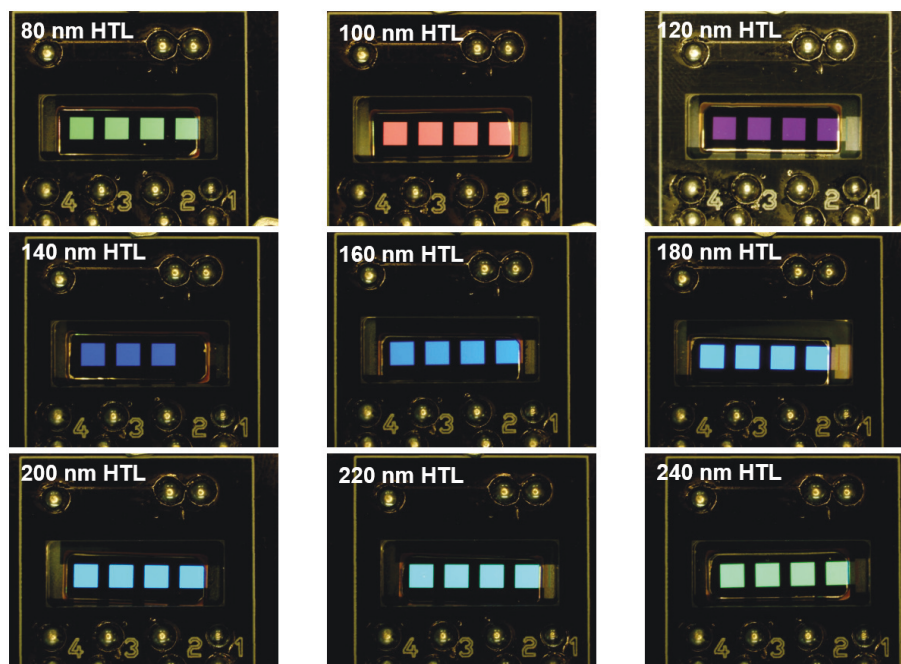 80 nm HTL
4 3 2 1
100 nm HTL
4 3 2 1
120 nm HTL
4 3 2 1
140 nm HTL
4 3 2 1
160 nm HTL
4 3 2 1
180 nm HTL
4 3 2 1
200 nm HTL
4 3 2 1
220 nm HTL
4 3 2 1
240 nm HTL
4 3 2 1